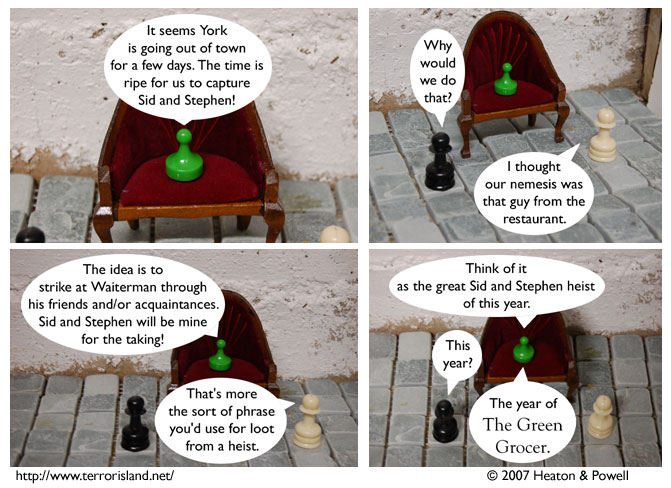 It seems York
is going out of town
for a few days. The time is
ripe for us to capture
Sid and Stephen!
Why
would
we do
that?
I thought
our nemesis was
that guy from the
restaurant.
The idea is to
strike at Waiterman through
his friends and/or acquaintances.
Sid and Stephen will be mine
for the taking!
That's more
the sort of phrase
you'd use for loot
from a heist.
Think of it
as the great Sid and Stephen heist
of this year.
This
year?
The year of
The Green
Grocer.
http://www.terrorisland.net/
© 2007 Heaton & Powell